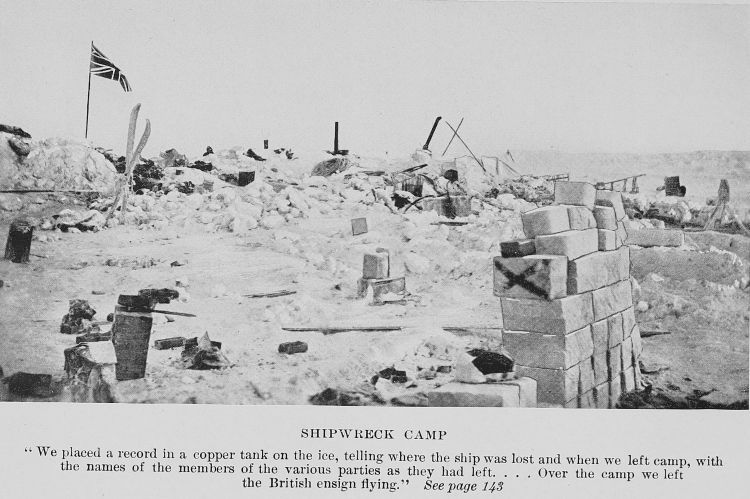 SHIPWRECK CAMP
“We placed a record in a copper tank on the ice, telling where the ship was lost and when we left camp, with
the names of the members of the various parties as they had left. . . . Over the camp we left
the British ensign flying.” See page 143